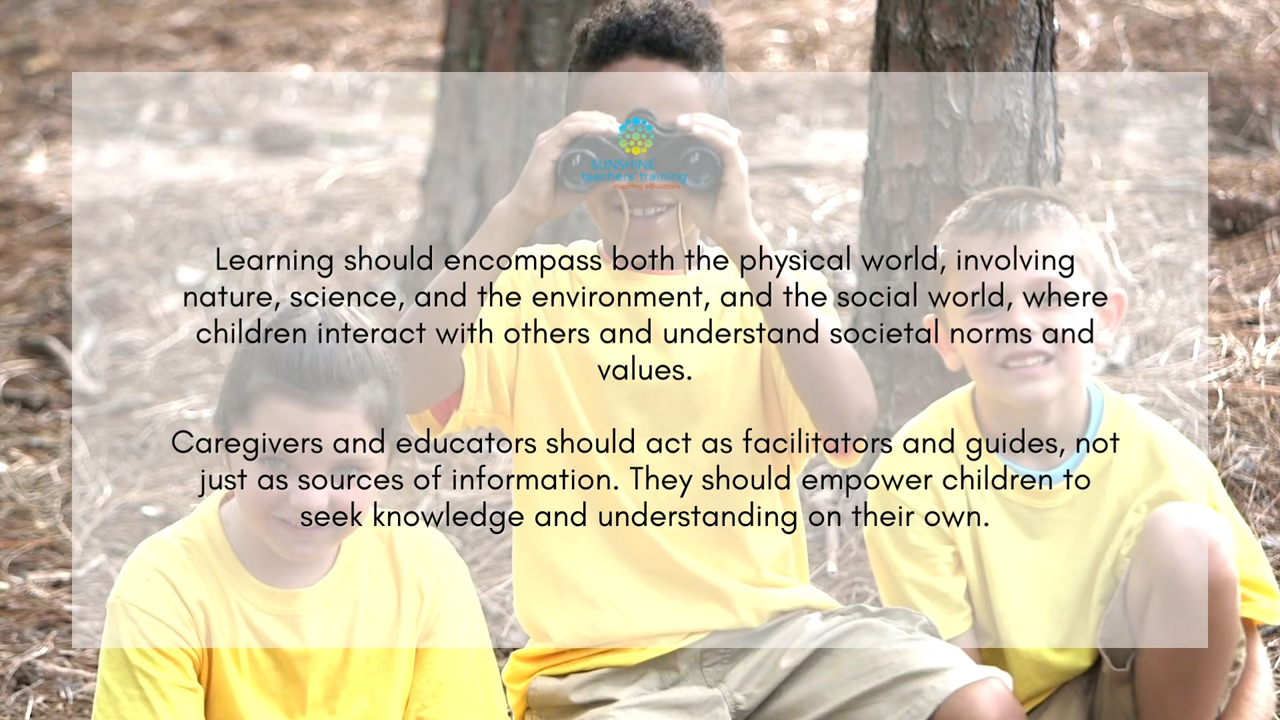 SUNSHINE
teachers' training
inspiring educators
Learning should encompass both the physical world, involving
nature, science, and the environment, and the social world, where
children interact with others and understand societal norms and
values.
Caregivers and educators should act as facilitators and guides, not
just as sources of information. They should empower children to
seek knowledge and understanding on their own.